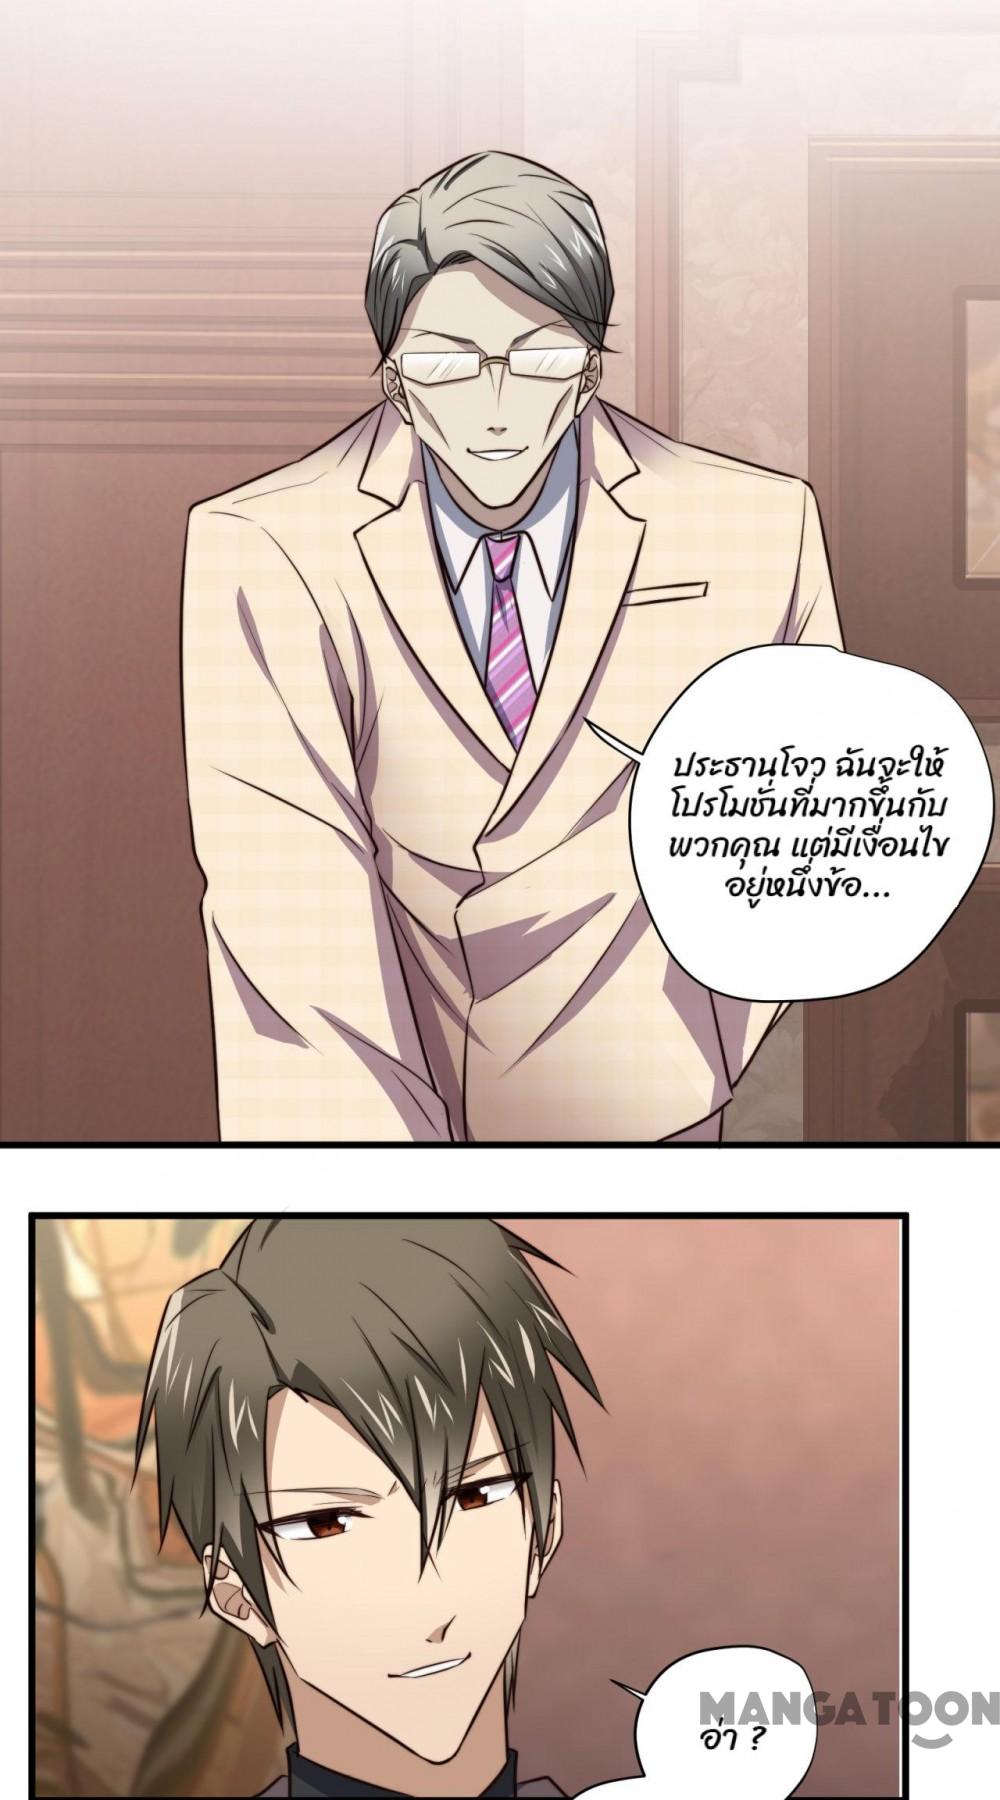 ประธานโจว ฉันจะให้
โปรโมชั่นที่มากขึ้นกับ
พวกคุณ แต่มีเงื่อนไข
อยู่หนึ่งข้อ...
MANGATOON
อ่า ?